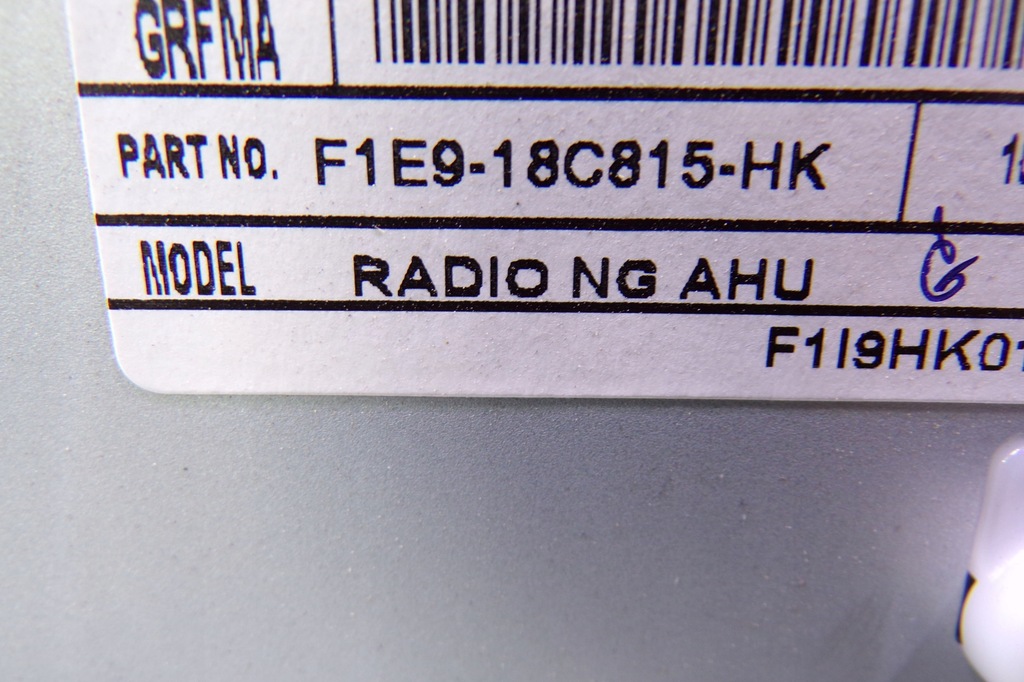 GRFMA
PART NO. F1E9-18C815-HK
MODEL RADIO NG AHU
F1I9HK01